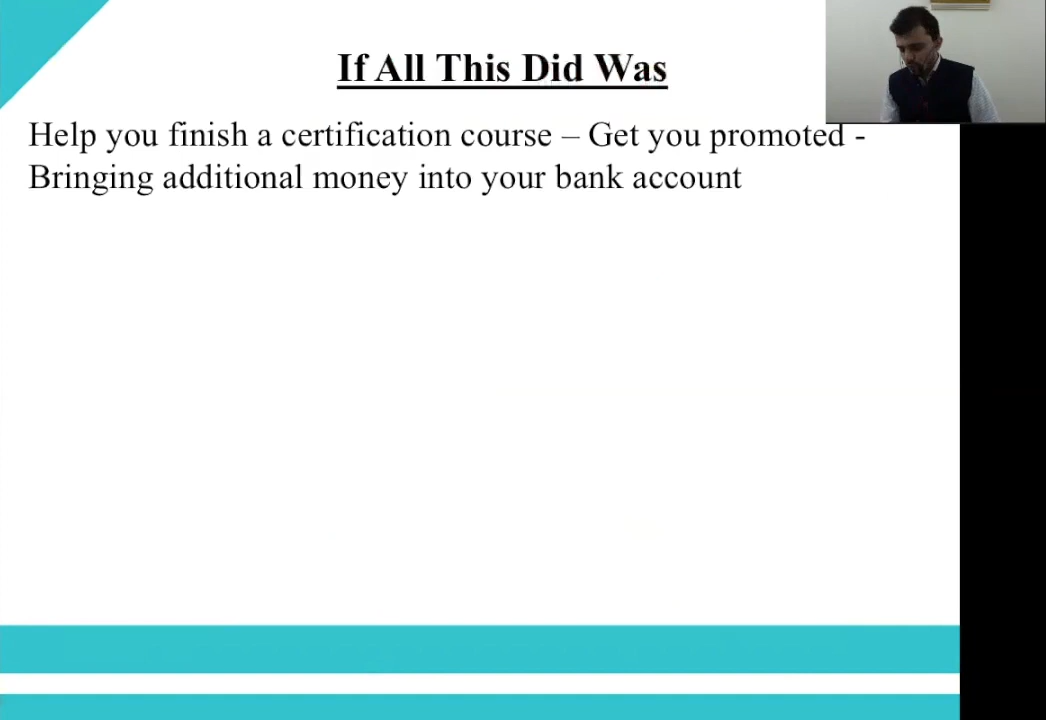 If All This Did Was
Help you finish a certification course – Get you promoted -
Bringing additional money into your bank account